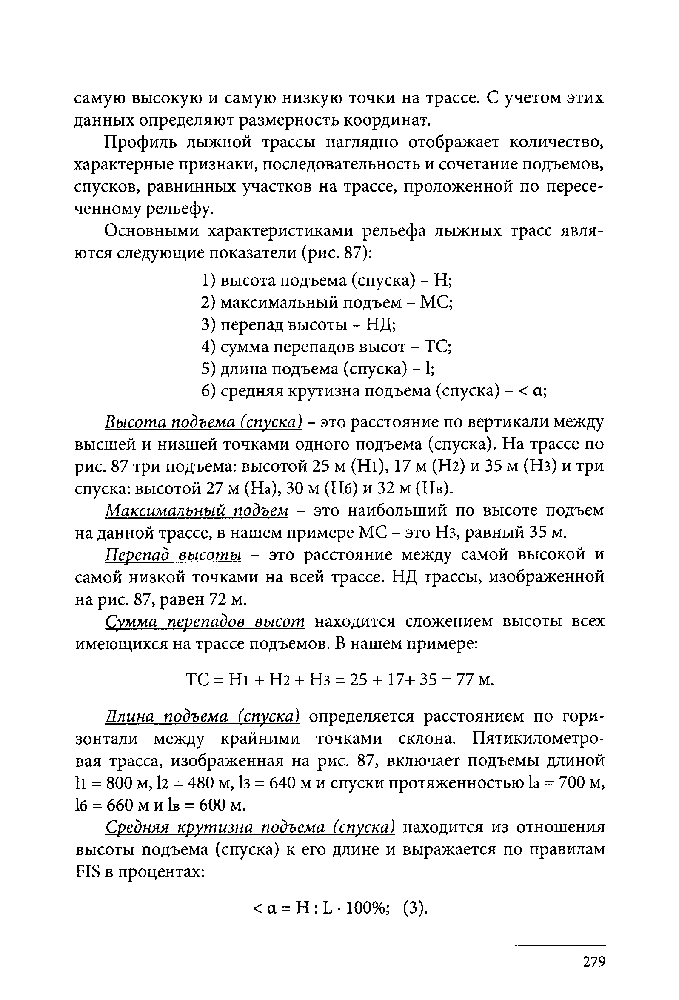 самую высокую и самую низкую точки на трассе. С учетом этих
данных определяют размерность координат.
Профиль лыжной трассы наглядно отображает количество,
характерные признаки, последовательность и сочетание подъемов,
спусков, равнинных участков на трассе, проложенной по пересе-
ченному рельефу.
Основными характеристиками рельефа лыжных трасс явля-
ются следующие показатели (рис. 87):
1) высота подъема (спуска) – Н;
2) максимальный подъем – МС;
3) перепад высоты – НД;
4) сумма перепадов высот – ТС;
5) длина подъема (спуска) – l;
6) средняя крутизна подъема (спуска) – < α;
Высота подъема (спуска) – это расстояние по вертикали между
высшей и низшей точками одного подъема (спуска). На трассе по
рис. 87 три подъема: высотой 25 м (Н1), 17 м (Н2) и 35 м (Н3) и три
спуска: высотой 27 м (На), 30 м (Нб) и 32 м (Нв).
Максимальный подъем – это наибольший по высоте подъем
на данной трассе, в нашем примере МС – это Н3, равный 35 м.
Перепад высоты – это расстояние между самой высокой и
самой низкой точками на всей трассе. НД трассы, изображенной
на рис. 87, равен 72 м.
Сумма перепадов высот находится сложением высоты всех
имеющихся на трассе подъемов. В нашем примере:
ТС = Н1 + Н2 + Н3 = 25 + 17+ 35 = 77 м.
Длина подъема (спуска) определяется расстоянием по гори-
зонтали между крайними точками склона. Пятикилометро-
вая трасса, изображенная на рис. 87, включает подъемы длиной
l1 = 800 м, l2 = 480 м, l3 = 640 м и спуски протяженностью lа = 700 м,
lб = 660 м и lв = 600 м.
Средняя крутизна подъема (спуска) находится из отношения
высоты подъема (спуска) к его длине и выражается по правилам
FIS в процентах:
< α = H : L · 100%; (3).
279